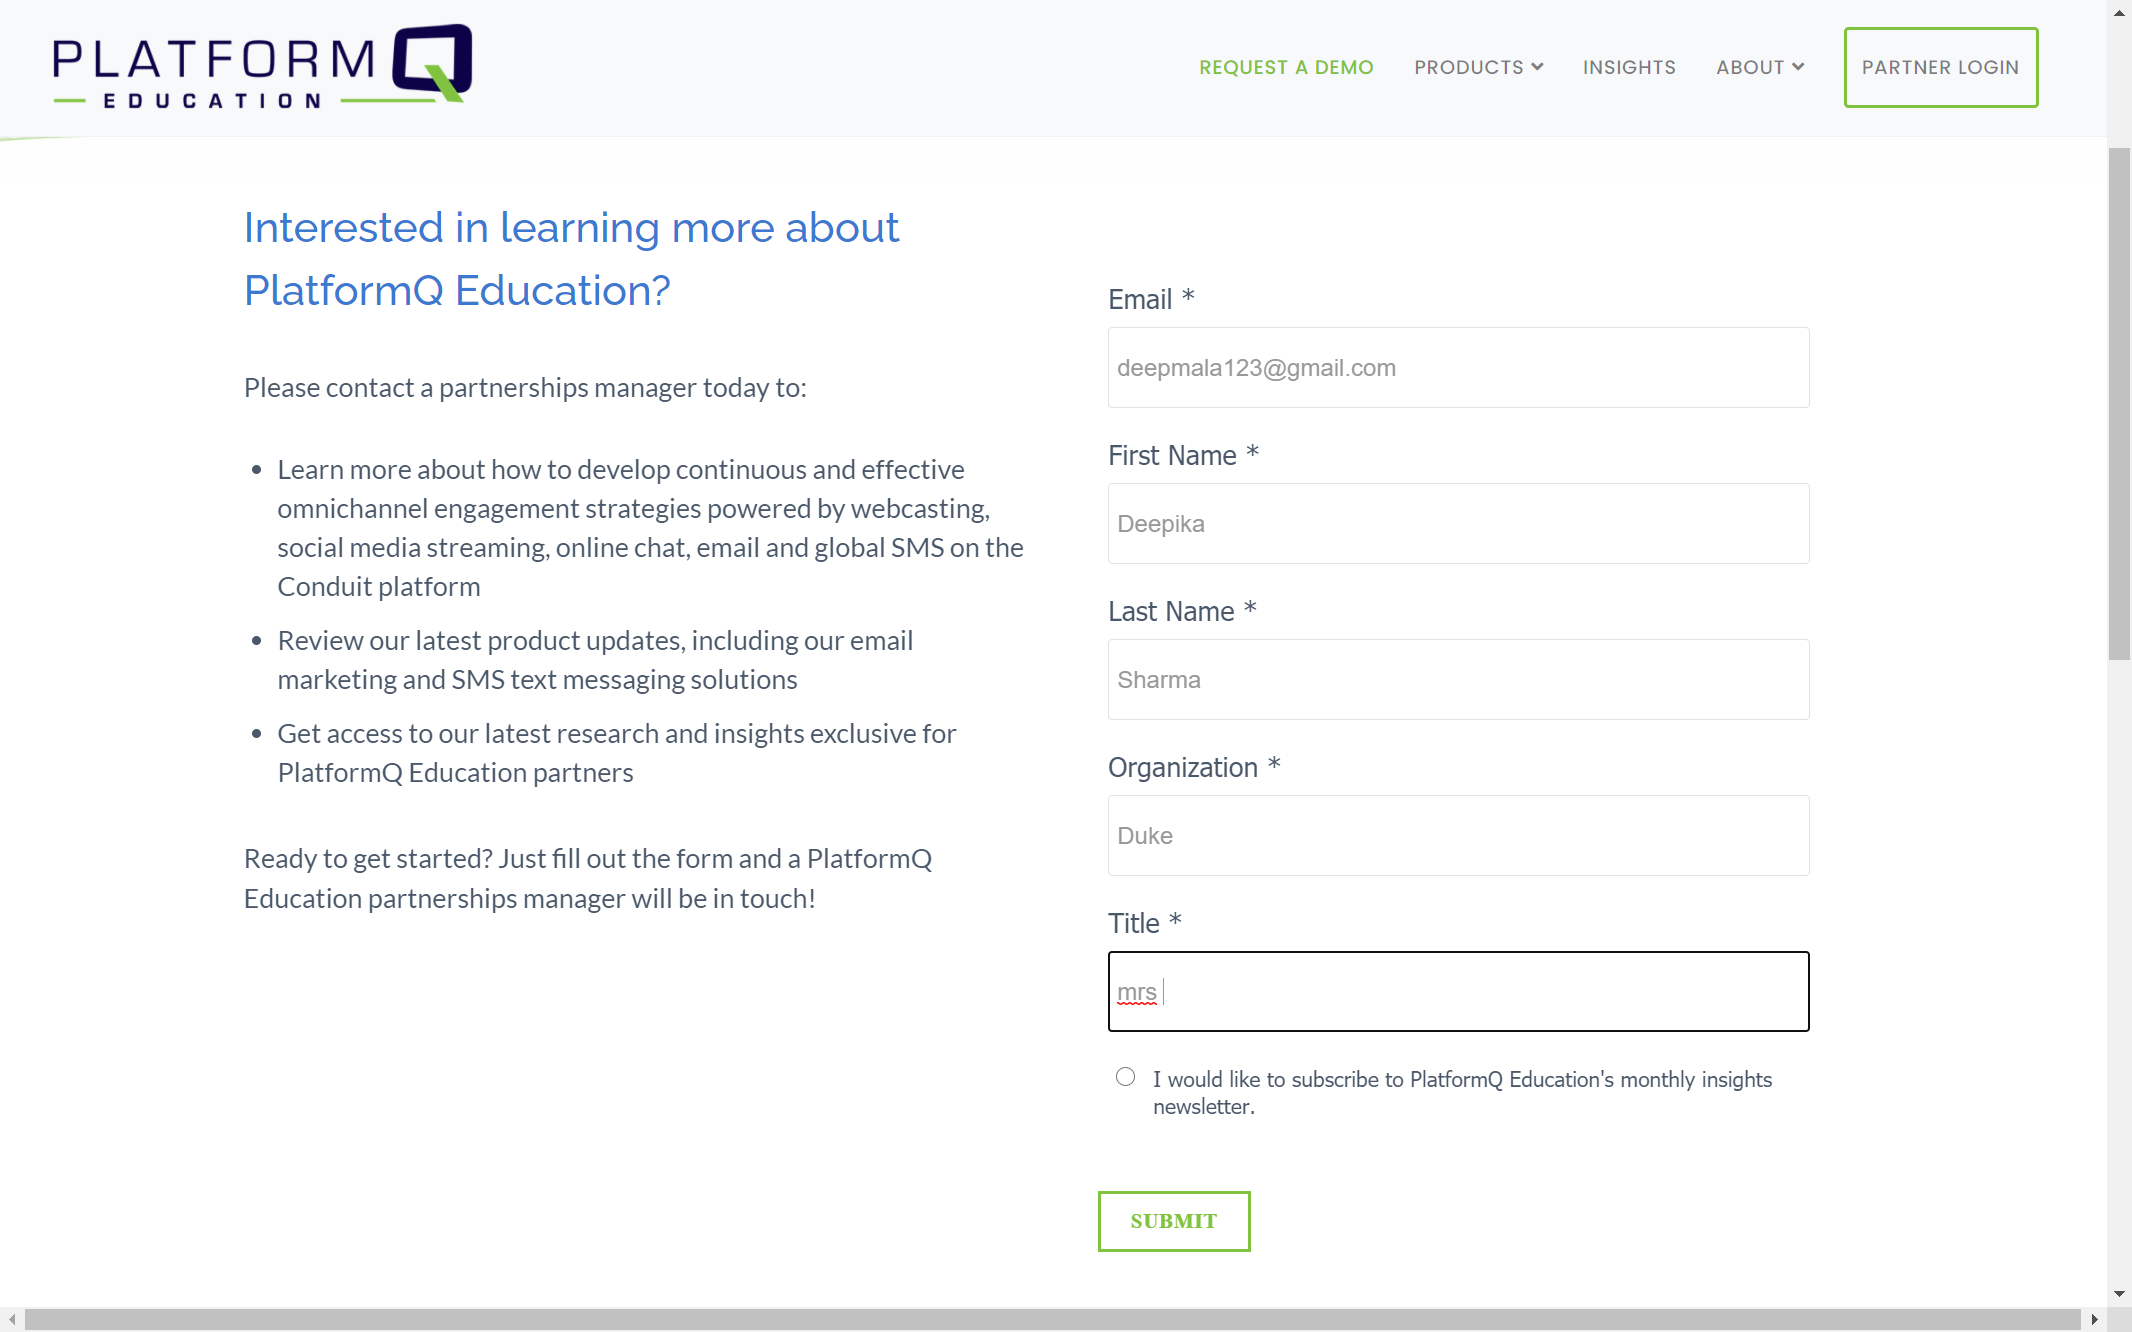 PLATFORM Q
EDUCATION
REQUEST A DEMO PRODUCTS INSIGHTS ABOUT PARTNER LOGIN
Interested in learning more about
PlatformQ Education?
Please contact a partnerships manager today to:
• Learn more about how to develop continuous and effective
omnichannel engagement strategies powered by webcasting,
social media streaming, online chat, email and global SMS on the
Conduit platform
• Review our latest product updates, including our email
marketing and SMS text messaging solutions
• Get access to our latest research and insights exclusive for
PlatformQ Education partners
Ready to get started? Just fill out the form and a PlatformQ
Education partnerships manager will be in touch!
Email *
deepmala123@gmail.com
First Name *
Deepika
Last Name *
Sharma
Organization *
Duke
Title *
mrs
I would like to subscribe to PlatformQ Education's monthly insights
newsletter.
SUBMIT